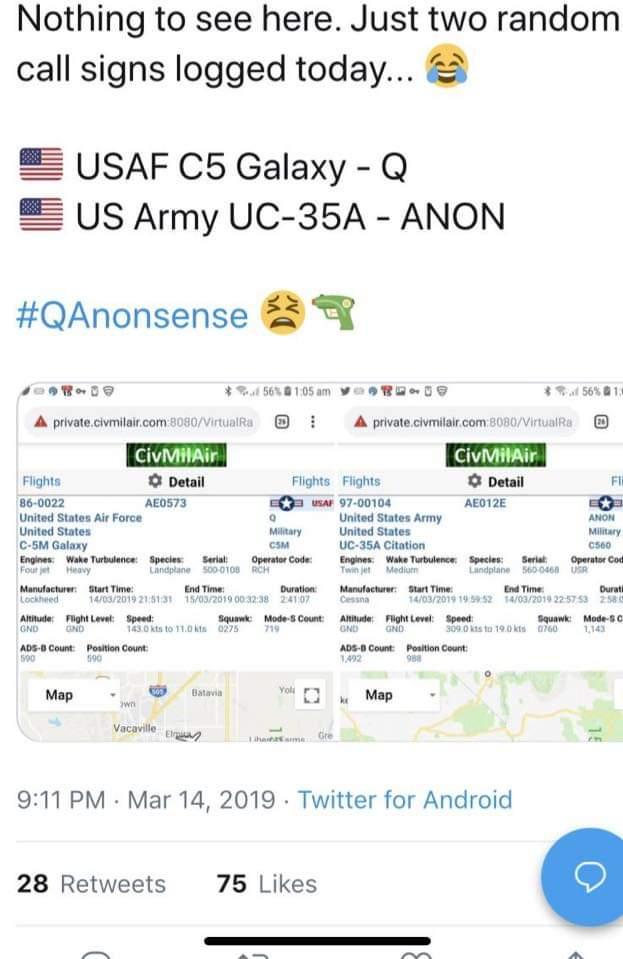 Nothing to see here. Just two random
call signs logged today... 😂
🇺🇸 USAF C5 Galaxy - Q
🇺🇸 US Army UC-35A - ANON
#QAnonsense 😫🔫
56% 1:05 am
56% 1:
private.civmilair.com:8080/VirtualRa
private.civmilair.com:8080/VirtualRa
CivMilAir
CivMilAir
Flights Detail Flights
Flights Detail Fli
86-0022 AE0573 USAF
United States Air Force Q
United States Military
C-5M Galaxy C5M
Engines: Wake Turbulence: Species: Serial: Operator Code:
Four jet Heavy Landplane 500-0108 RCH
Manufacturer: Start Time: End Time: Duration:
Lockheed 14/03/2019 21:51:31 15/03/2019 00:32:38 2:41:07
Altitude: Flight Level: Speed: Squawk: Mode-S Count:
GND GND 143.0 kts to 11.0 kts 0275 719
ADS-B Count: Position Count:
590 590
Map
Batavia
Vacaville
Elmira
97-00104 AE012E
United States Army ANON
United States Military
UC-35A Citation C560
Engines: Wake Turbulence: Species: Serial: Operator Cod
Twin jet Medium Landplane 560-0468 USR
Manufacturer: Start Time: End Time: Durati
Cessna 14/03/2019 19:59:52 14/03/2019 22:57:53 2:58:0
Altitude: Flight Level: Speed: Squawk: Mode-S C
GND GND 309.0 kts to 19.0 kts 0760 1,143
ADS-B Count: Position Count:
1,492 988
Map
9:11 PM · Mar 14, 2019 · Twitter for Android
28 Retweets 75 Likes